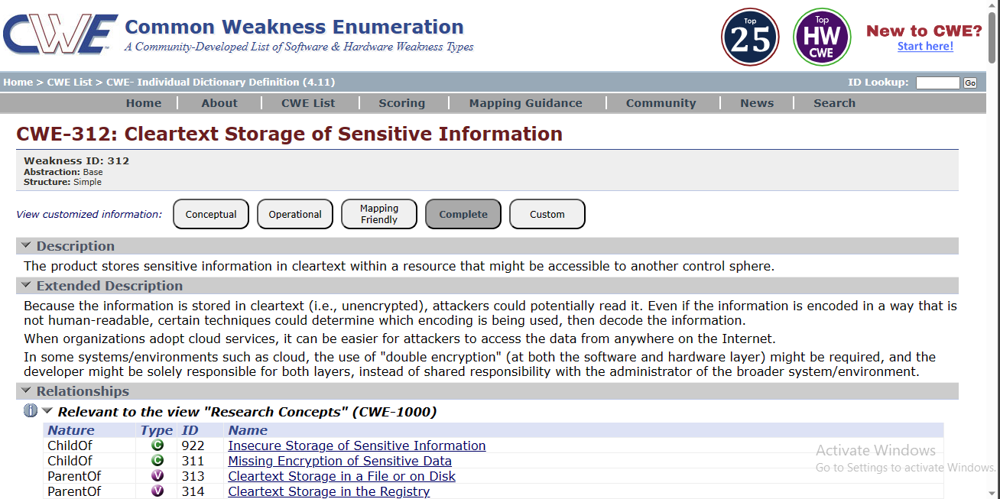 CWE Common Weakness Enumeration
A Community-Developed List of Software & Hardware Weakness Types
Top 25
Top HW CWE
New to CWE?
Start here!
Home > CWE List > CWE- Individual Dictionary Definition (4.11)
ID Lookup: Go
Home About CWE List Scoring Mapping Guidance Community News Search
CWE-312: Cleartext Storage of Sensitive Information
Weakness ID: 312
Abstraction: Base
Structure: Simple
View customized information: Conceptual Operational Mapping Friendly Complete Custom
Description
The product stores sensitive information in cleartext within a resource that might be accessible to another control sphere.
Extended Description
Because the information is stored in cleartext (i.e., unencrypted), attackers could potentially read it. Even if the information is encoded in a way that is
not human-readable, certain techniques could determine which encoding is being used, then decode the information.
When organizations adopt cloud services, it can be easier for attackers to access the data from anywhere on the Internet.
In some systems/environments such as cloud, the use of "double encryption" (at both the software and hardware layer) might be required, and the
developer might be solely responsible for both layers, instead of shared responsibility with the administrator of the broader system/environment.
Relationships
Relevant to the view "Research Concepts" (CWE-1000)
Nature Type ID Name
ChildOf C 922 Insecure Storage of Sensitive Information
ChildOf C 311 Missing Encryption of Sensitive Data
ParentOf V 313 Cleartext Storage in a File or on Disk
ParentOf V 314 Cleartext Storage in the Registry
Activate Windows
Go to Settings to activate Windows.